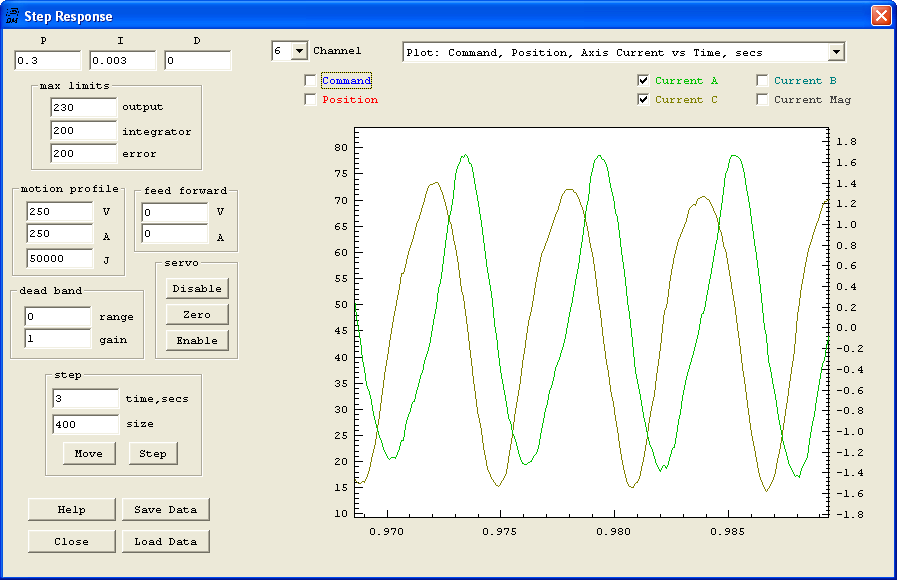 Step Response
P I D
0.3 0.003 0
6 Channel
Plot: Command, Position, Axis Current vs Time, secs
Command
Position
Current A
Current C
Current B
Current Mag
max limits
230 output
200 integrator
200 error
motion profile
250 V
250 A
50000 J
feed forward
0 V
0 A
servo
Disable
Zero
Enable
dead band
0 range
1 gain
step
3 time,secs
400 size
Move Step
Help Save Data
Close Load Data
80
75
70
65
60
55
50
45
40
35
30
25
20
15
10
1.8
1.6
1.4
1.2
1.0
0.8
0.6
0.4
0.2
0.0
-0.2
-0.4
-0.6
-0.8
-1.0
-1.2
-1.4
-1.6
-1.8
0.970 0.975 0.980 0.985